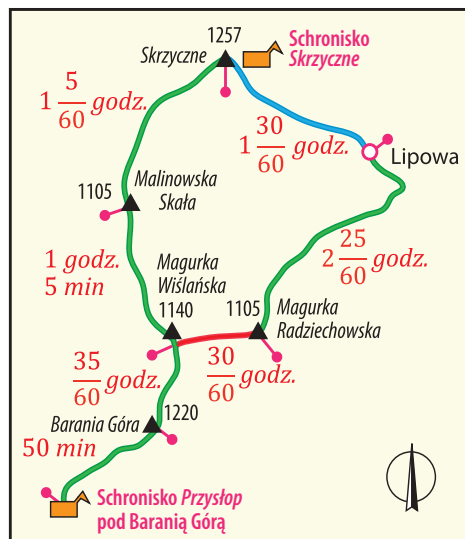 1257
Skrzyczne
Schronisko
Skrzyczne
1 5/60 godz.
1 30/60 godz.
Lipowa
1105
Malinowska
Skała
2 25/60 godz.
1 godz.
5 min
Magurka
Wiślańska
1140
1105
Magurka
Radziechowska
35/60 godz.
30/60 godz.
1220
Barania Góra
50 min
Schronisko Przysłop
pod Baranią Górą